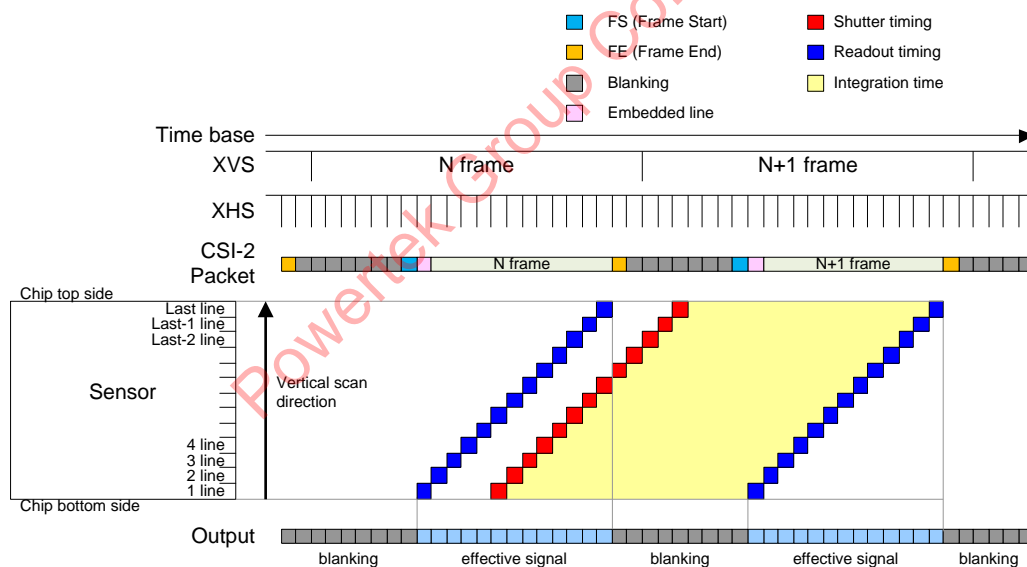 FS (Frame Start)
Shutter timing
FE (Frame End)
Readout timing
Blanking
Integration time
Embedded line
Powertek Group Co
Time base
XVS
N frame
N+1 frame
XHS
CSI-2
Packet
N frame
N+1 frame
Chip top side
Last line
Last-1 line
Last-2 line
Sensor
Vertical scan
direction
4 line
3 line
2 line
1 line
Chip bottom side
Output
blanking
effective signal
blanking
effective signal
blanking